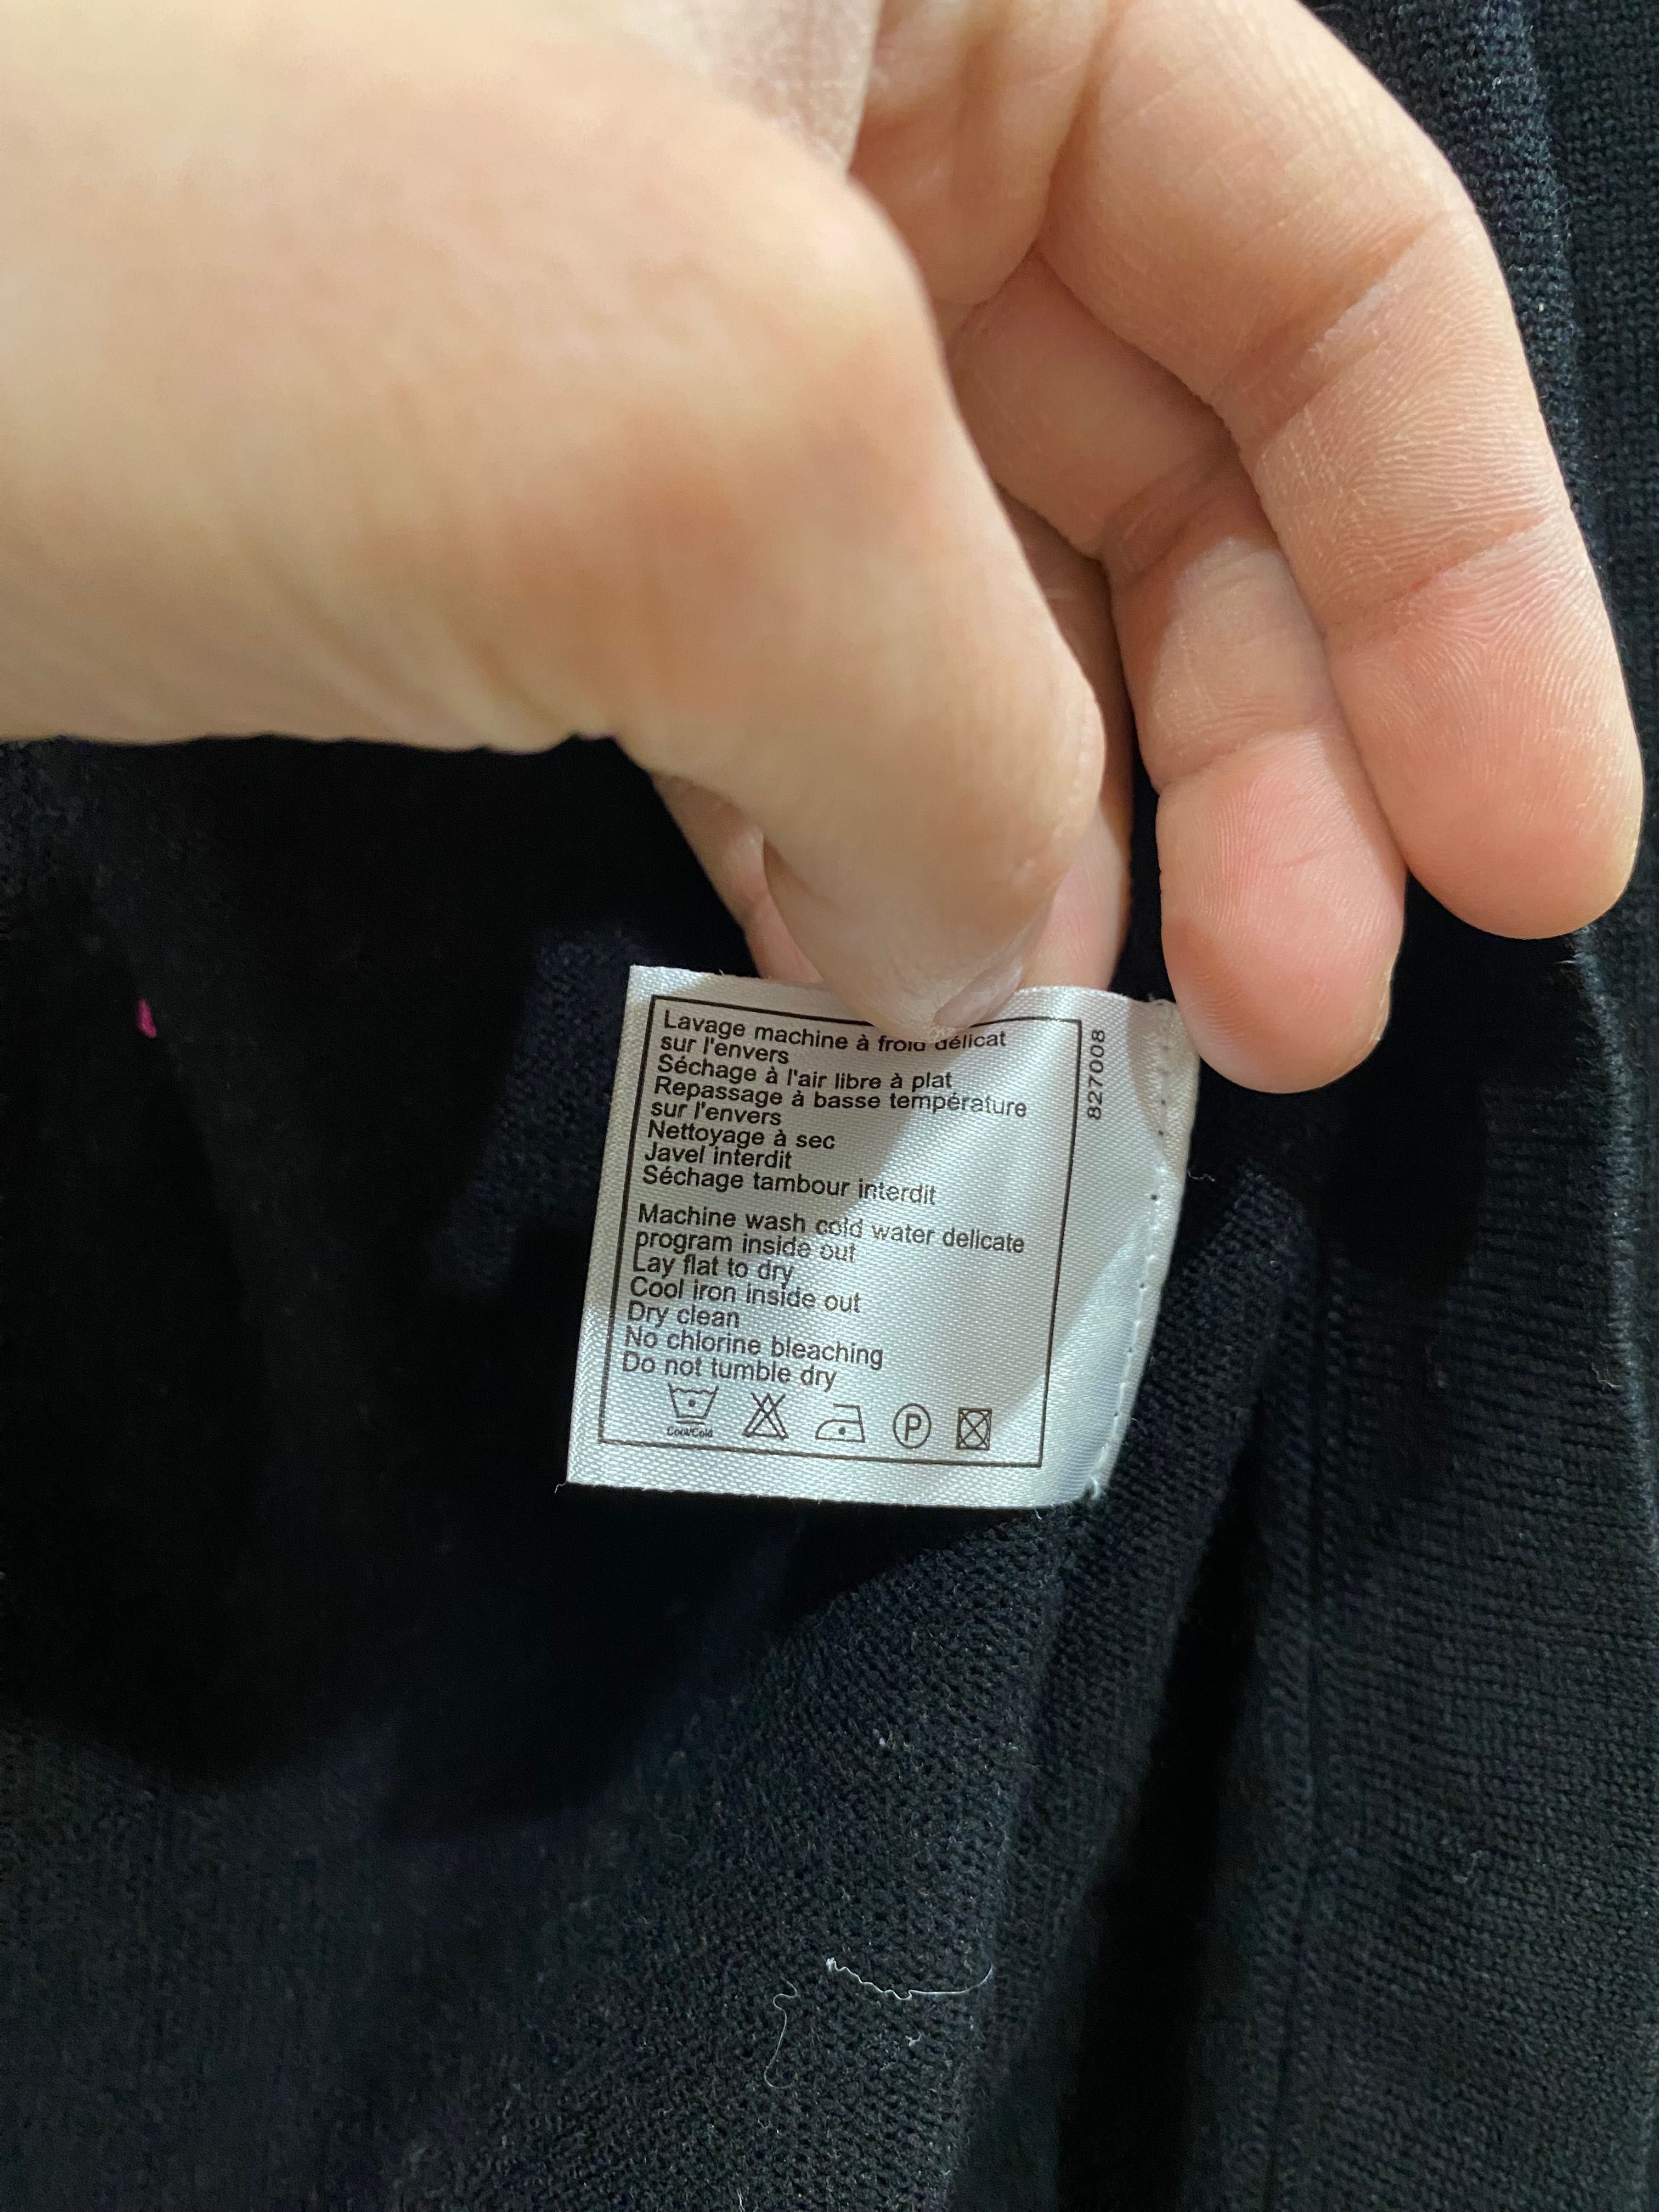 Lavage machine à froid délicat
sur l'envers
Séchage à l'air libre à plat
Repassage à basse température
sur l'envers
Nettoyage à sec
Javel interdit
Séchage tambour interdit
Machine wash cold water delicate
program inside out
Lay flat to dry
Cool iron inside out
Dry clean
No chlorine bleaching
Do not tumble dry
Cool/Cold
P
827008